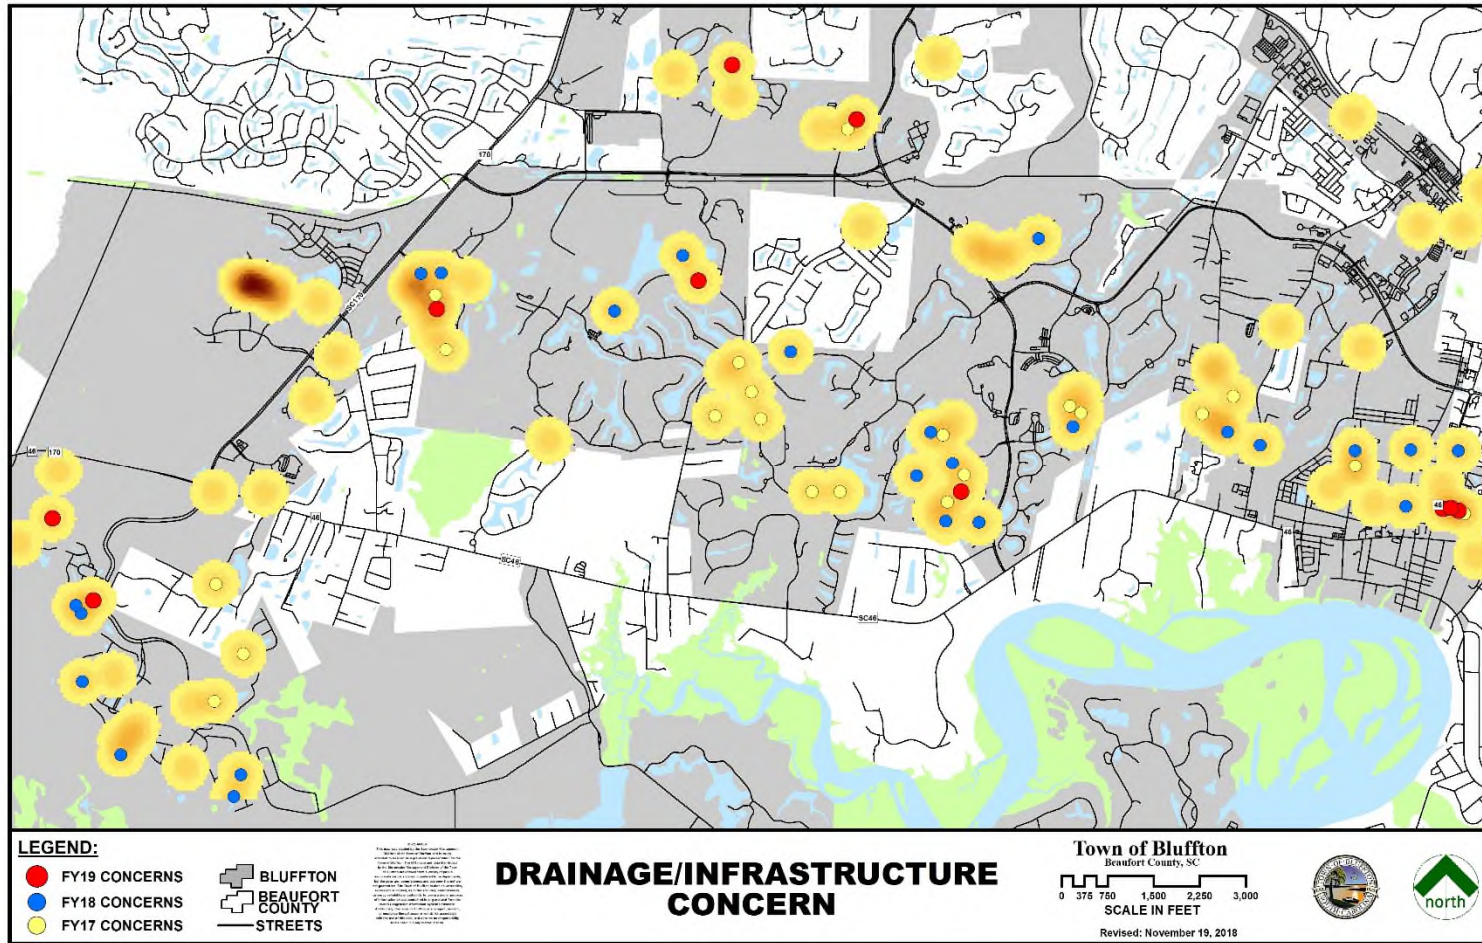 170
SC170
46 170
46
SC46
SC46
46
46
LEGEND:
FY19 CONCERNS
FY18 CONCERNS
FY17 CONCERNS
BLUFFTON
BEAUFORT
COUNTY
STREETS
DRAINAGE/INFRASTRUCTURE
CONCERN
Town of Bluffton
Beaufort County, SC
0 375 750 1,500 2,250 3,000
SCALE IN FEET
Revised: November 19, 2018
north